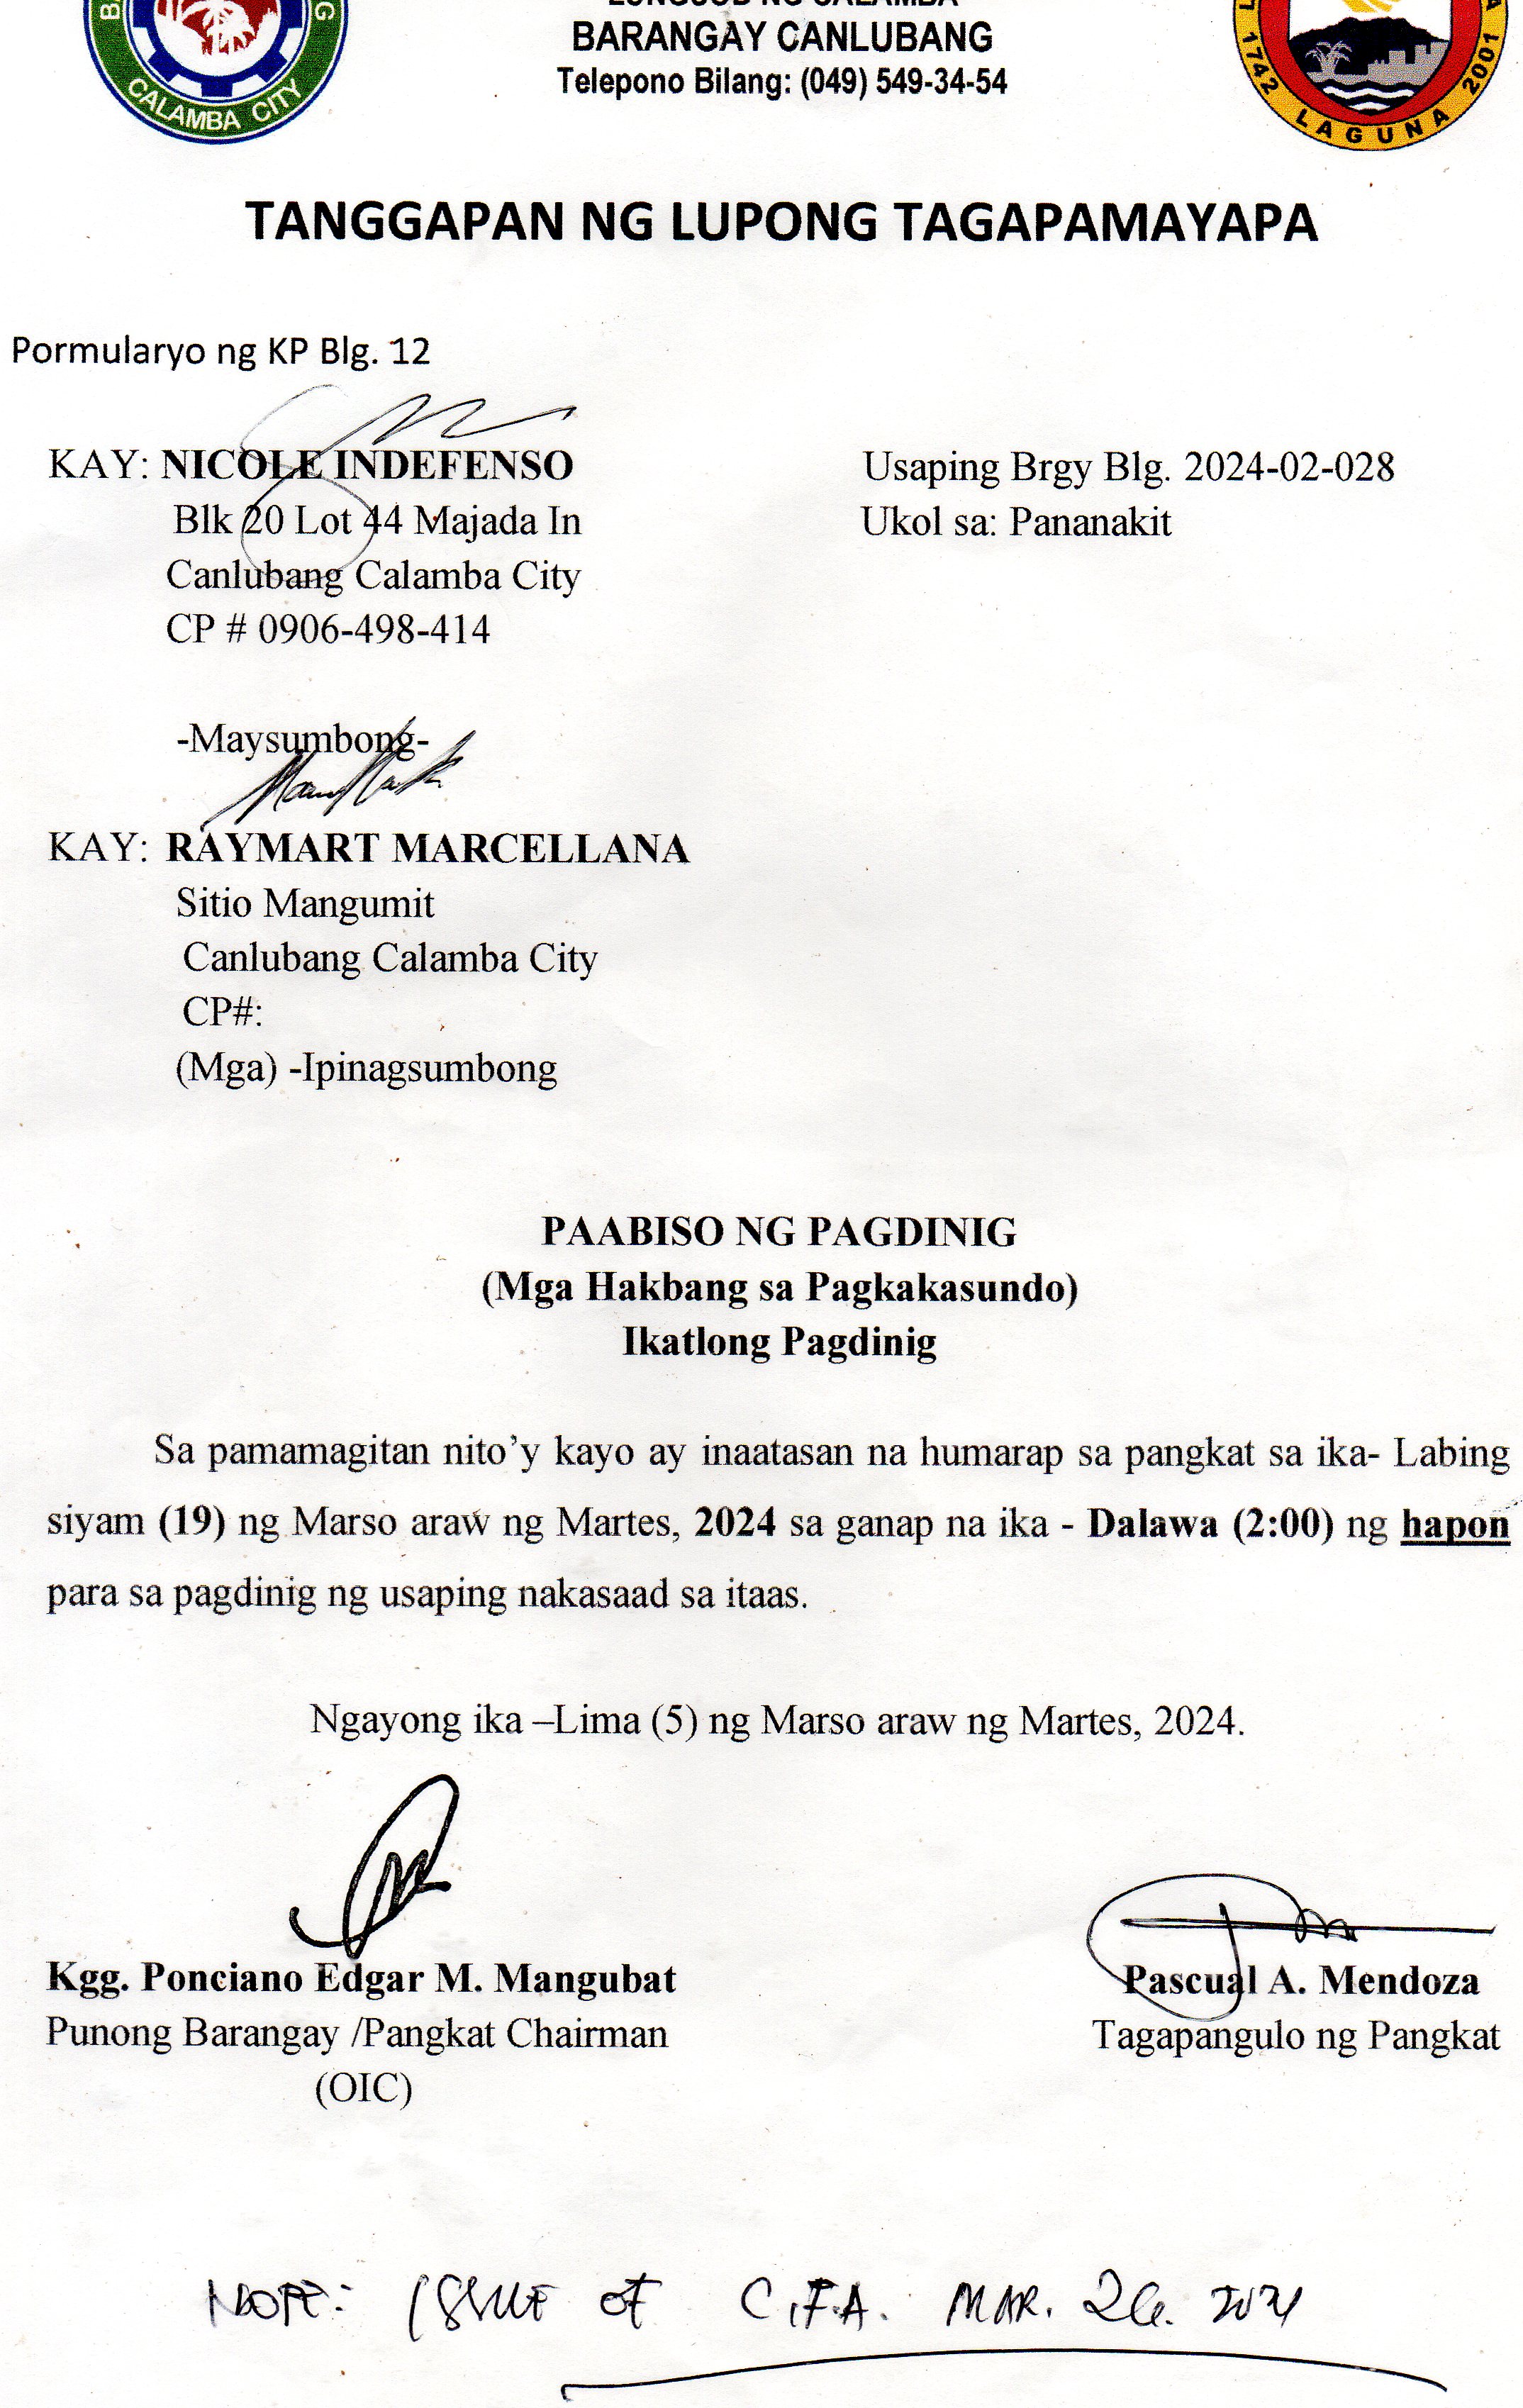 LUNGSOD NG CALAMBA
BARANGAY CANLUBANG
Telepono Bilang: (049) 549-34-54
CALAMBA CITY
1742 LAGUNA 2001
TANGGAPAN NG LUPONG TAGAPAMAYAPA
Pormularyo ng KP Blg. 12
KAY: NICOLE INDEFENSO Usaping Brgy Blg. 2024-02-028
Blk 20 Lot 44 Majada In Ukol sa: Pananakit
Canlubang Calamba City
CP # 0906-498-414
-Maysumbong-
KAY: RAYMART MARCELLANA
Sitio Mangumit
Canlubang Calamba City
CP#:
(Mga) -Ipinagsumbong
PAABISO NG PAGDINIG
(Mga Hakbang sa Pagkakasundo)
Ikatlong Pagdinig
Sa pamamagitan nito’y kayo ay inaatasan na humarap sa pangkat sa ika- Labing
siyam (19) ng Marso araw ng Martes, 2024 sa ganap na ika - Dalawa (2:00) ng hapon
para sa pagdinig ng usaping nakasaad sa itaas.
Ngayong ika –Lima (5) ng Marso araw ng Martes, 2024.
Kgg. Ponciano Edgar M. Mangubat Pascual A. Mendoza
Punong Barangay /Pangkat Chairman Tagapangulo ng Pangkat
(OIC)
NOTE: ISSUE OF C.F.A. MAR. 26. 2024